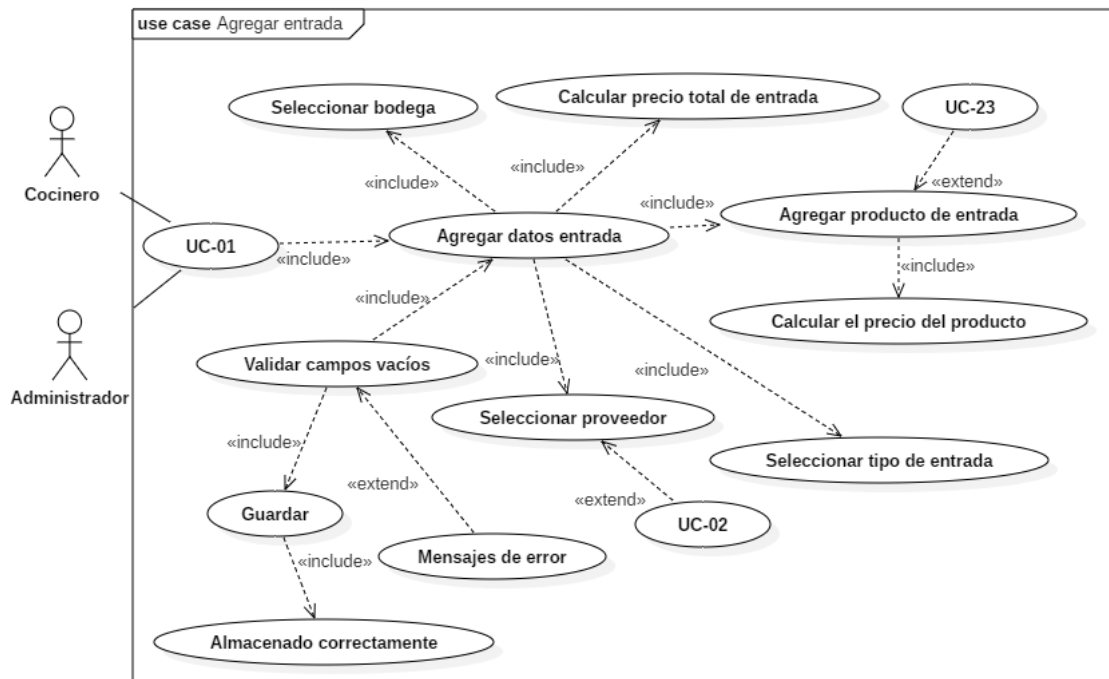 use case Agregar entrada
Seleccionar bodega
Calcular precio total de entrada
UC-23
Cocinero
«include»
«include»
«extend»
«include»
Agregar producto de entrada
Agregar datos entrada
UC-01
«include»
«include»
«include»
Calcular el precio del producto
Administrador
Validar campos vacíos
«include»
«include»
Seleccionar proveedor
«include»
Seleccionar tipo de entrada
«extend»
«extend»
Guardar
UC-02
Mensajes de error
«include»
Almacenado correctamente